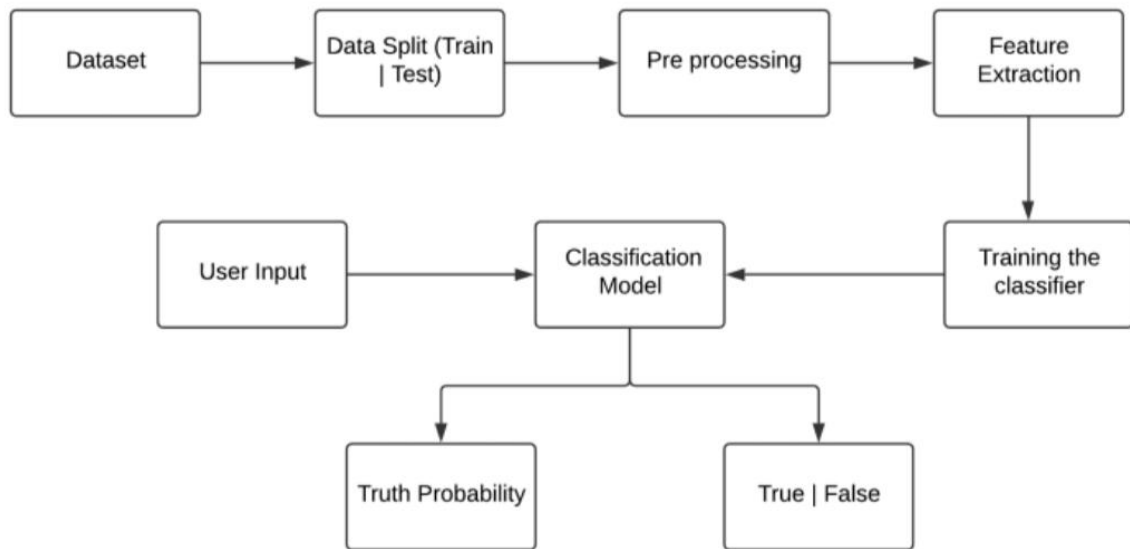 Dataset
Data Split (Train
| Test)
Pre processing
Feature
Extraction
User Input
Classification
Model
Training the
classifier
Truth Probability
True | False